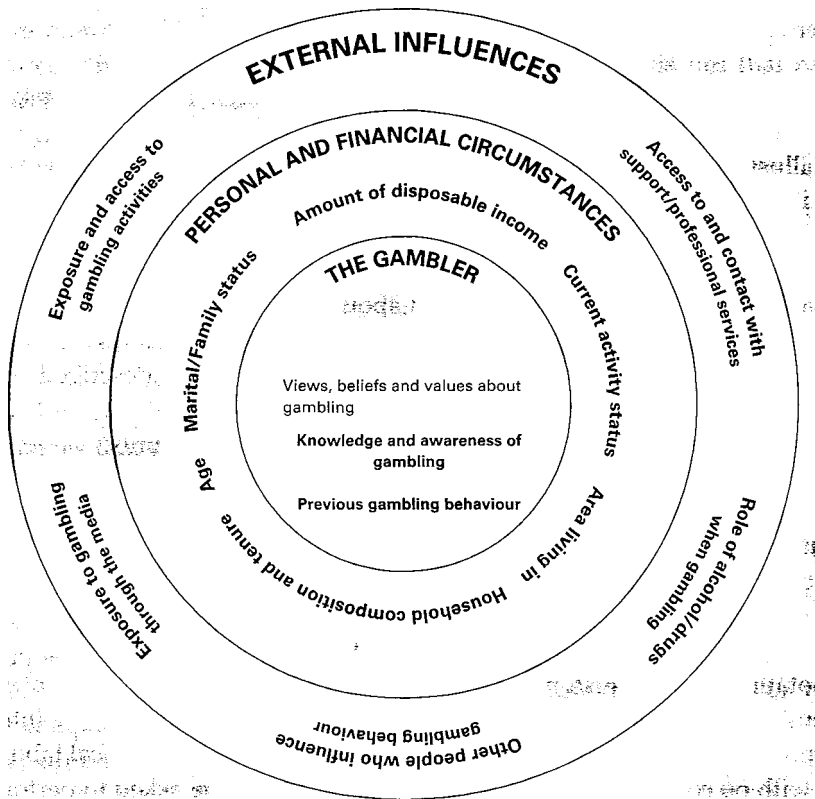 EXTERNAL INFLUENCES
Exposure and access to
gambling activities
Access to and contact with
support/professional services
Role of alcohol/drugs
when gambling
Other people who influence
gambling behaviour
Exposure to gambling
through the media
PERSONAL AND FINANCIAL CIRCUMSTANCES
Amount of disposable income
Current activity status
Area living in
Household composition and tenure
Age
Marital/Family status
THE GAMBLER
Views, beliefs and values about
gambling
Knowledge and awareness of
gambling
Previous gambling behaviour